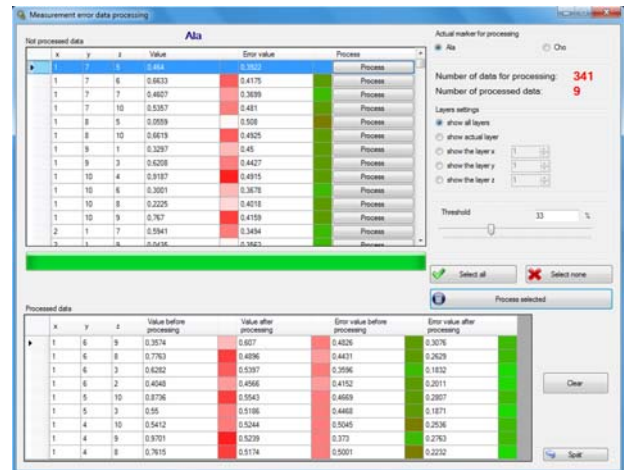 Measurement error data processing
Not processed data
Ala
x y z Value Error value Process
1 7 5 0,464 0,3922 Process
1 7 6 0,6633 0,4175 Process
1 7 7 0,4607 0,3699 Process
1 7 10 0,5357 0,481 Process
1 8 5 0,0559 0,508 Process
1 8 10 0,6619 0,4925 Process
1 9 1 0,3297 0,45 Process
1 9 3 0,6208 0,4427 Process
1 10 4 0,9187 0,4915 Process
1 10 6 0,3001 0,3678 Process
1 10 8 0,2225 0,4018 Process
1 10 9 0,767 0,4159 Process
2 1 7 0,5941 0,3494 Process
2 1 9 0,0435 0,3562 Process
Actual marker for processing
Ala Cho
Number of data for processing: 341
Number of processed data: 9
Layers settings
show all layers
show actual layer
show the layer x 1
show the layer y 1
show the layer z 1
Threshold 33 %
Select all Select none
Process selected
Processed data
x y z Value before processing Value after processing Error value before processing Error value after processing
1 6 9 0,3574 0,607 0,4826 0,3076
1 6 8 0,7763 0,4896 0,4431 0,2629
1 6 3 0,6282 0,5397 0,3596 0,1832
1 6 2 0,4048 0,4566 0,4152 0,2011
1 5 10 0,8736 0,5543 0,4669 0,2807
1 5 3 0,55 0,5186 0,4468 0,1871
1 4 10 0,5412 0,5244 0,5045 0,2536
1 4 9 0,9701 0,5239 0,373 0,2763
1 4 8 0,7615 0,5174 0,5001 0,2232
Clear
Späť